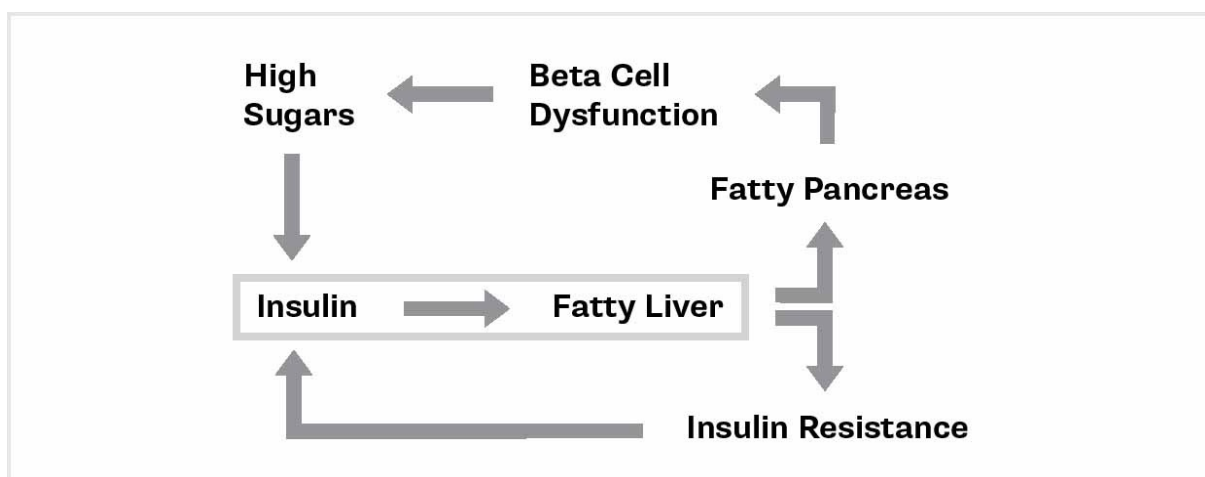 High
Sugars
Beta Cell
Dysfunction
Fatty Pancreas
Insulin
Fatty Liver
Insulin Resistance